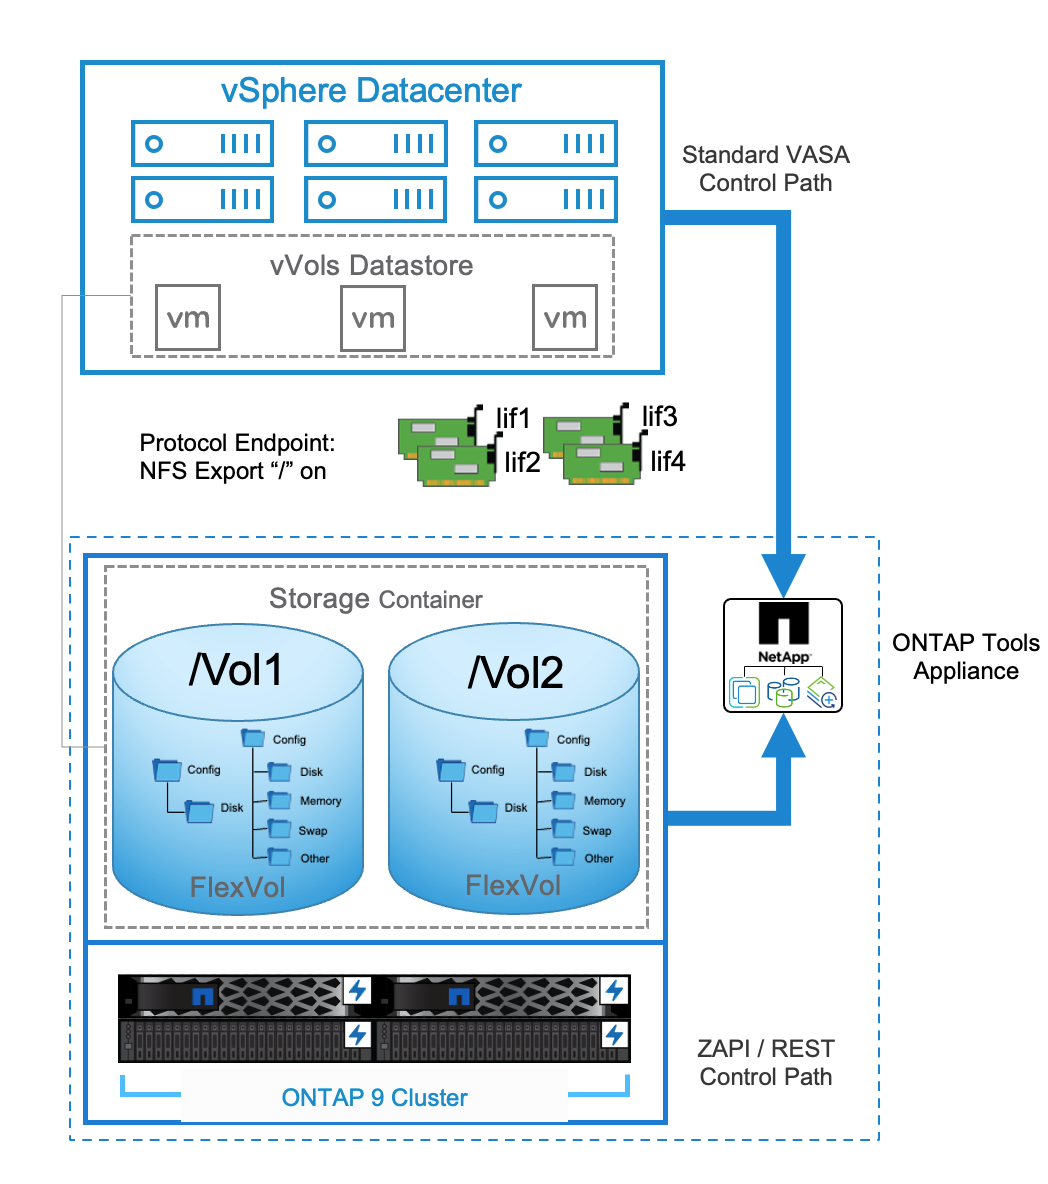 vSphere Datacenter
Standard VASA
Control Path
vVols Datastore
vm
vm
vm
Protocol Endpoint:
NFS Export “/” on
lif1
lif2
lif3
lif4
Storage Container
/Vol1
Config
Disk
Config
Disk
Memory
Swap
Other
FlexVol
/Vol2
Config
Disk
Config
Disk
Memory
Swap
Other
FlexVol
NetApp™
ONTAP Tools
Appliance
ZAPI / REST
Control Path
ONTAP 9 Cluster